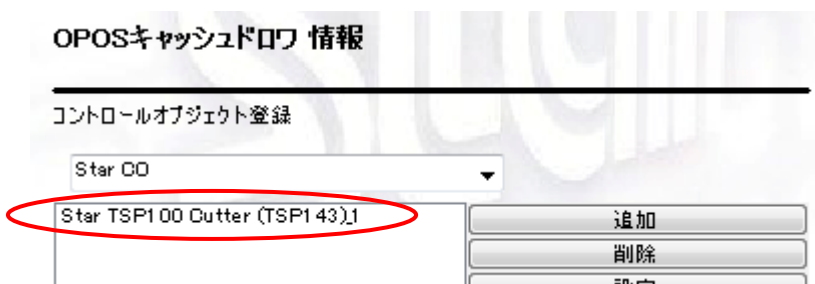 OPOSキャッシュドロワ 情報
コントロールオブジェクト登録
Star CO
Star TSP100 Cutter (TSP143)_1
追加
削除
設定